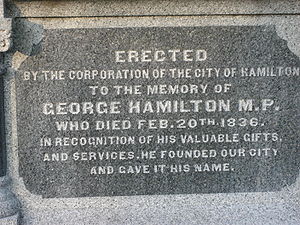 ERECTED
BY THE CORPORATION OF THE CITY OF HAMILTON
TO THE MEMORY OF
GEORGE HAMILTON M.P.
WHO DIED FEB. 20TH. 1836.
IN RECOGNITION OF HIS VALUABLE GIFTS
AND SERVICES. HE FOUNDED OUR CITY
AND GAVE IT HIS NAME.